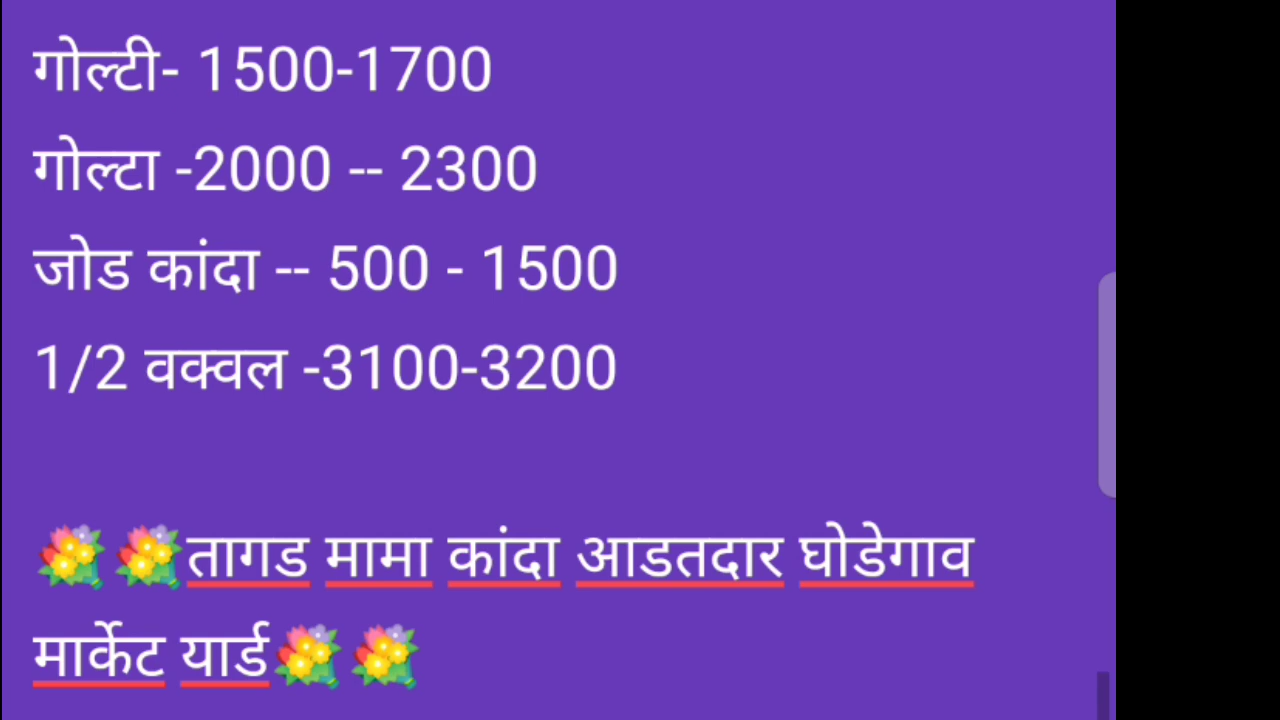 गोल्टी- 1500-1700
गोल्टा -2000 -- 2300
जोड कांदा -- 500 - 1500
1/2 वक्वल -3100-3200
💐💐तागड मामा कांदा आडतदार घोडेगाव
मार्केट यार्ड💐💐